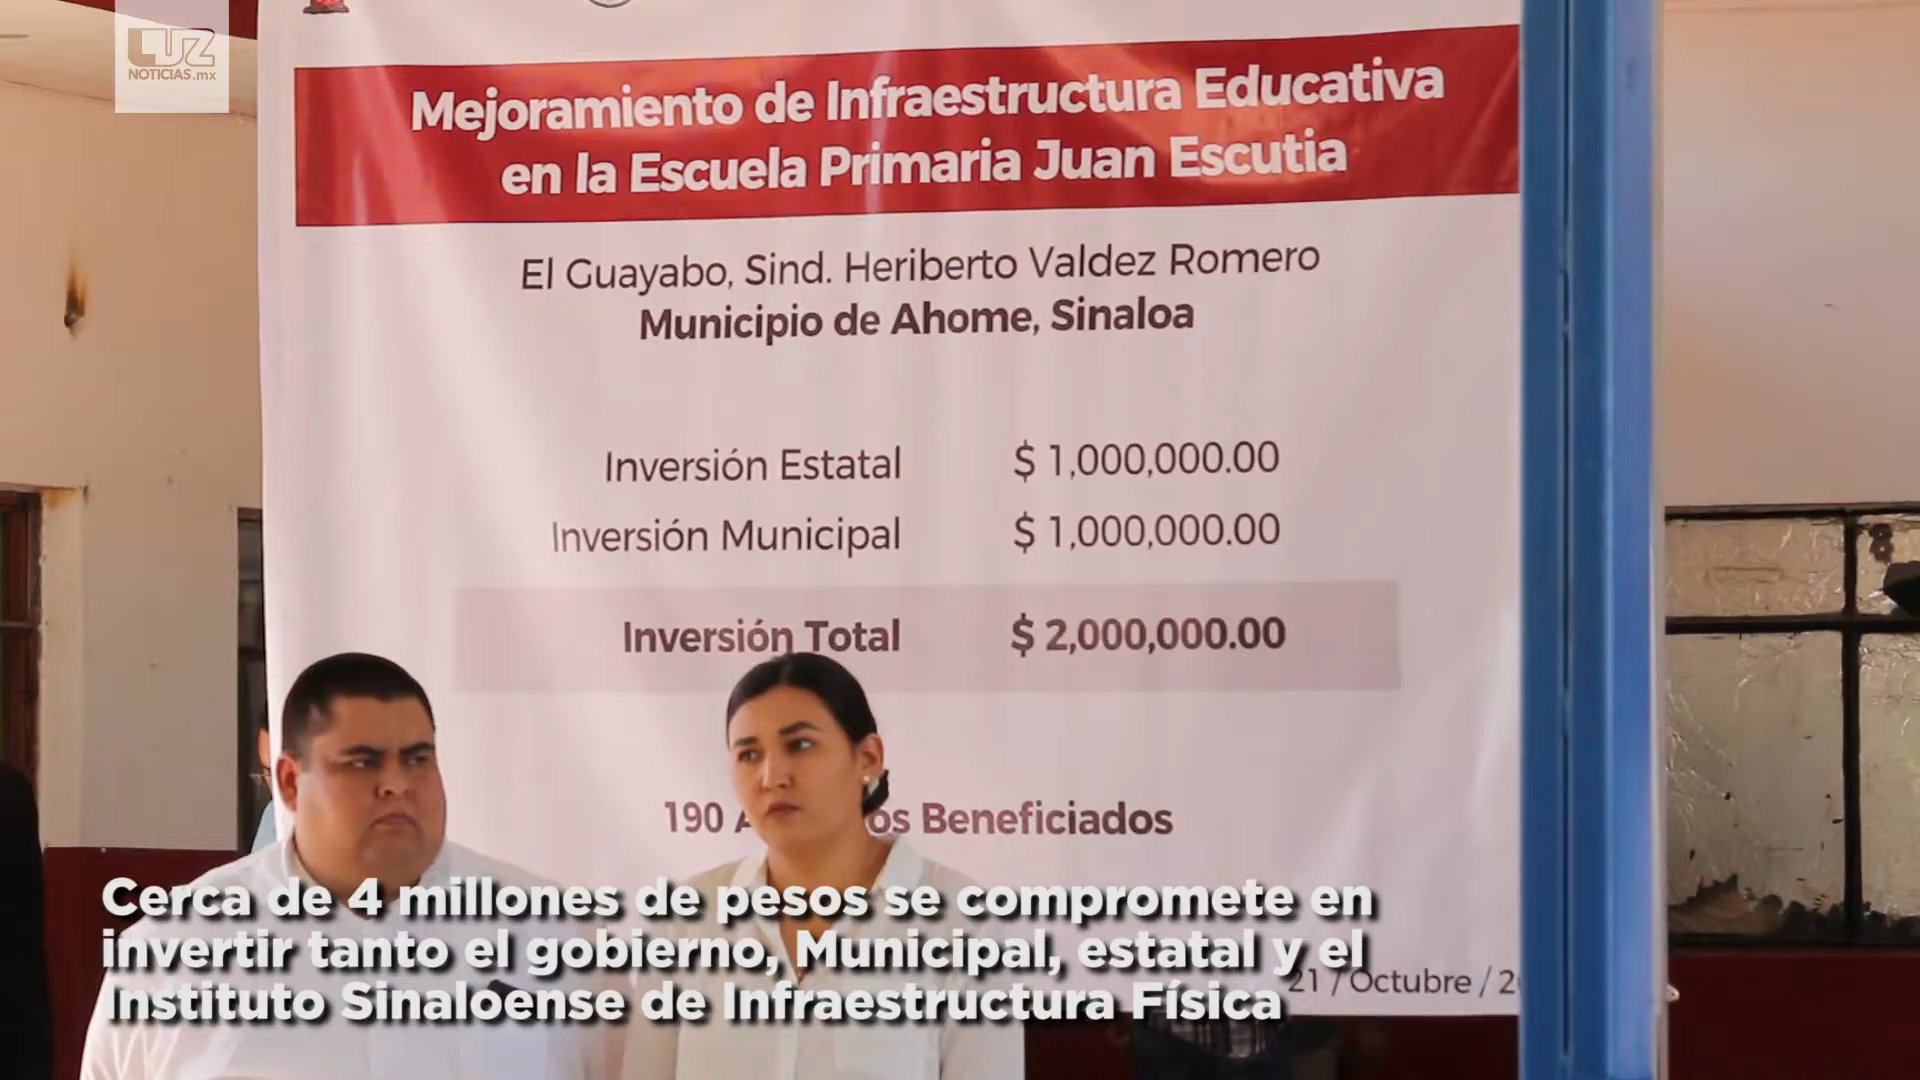 LUZ
NOTICIAS.mx
Mejoramiento de Infraestructura Educativa
en la Escuela Primaria Juan Escutia
El Guayabo, Sind. Heriberto Valdez Romero
Municipio de Ahome, Sinaloa
Inversión Estatal $ 1,000,000.00
Inversión Municipal $ 1,000,000.00
Inversión Total $ 2,000,000.00
190 Beneficiados
Cerca de 4 millones de pesos se compromete en
invertir tanto el gobierno, Municipal, estatal y el
Instituto Sinaloense de Infraestructura Física
21 / Octubre /